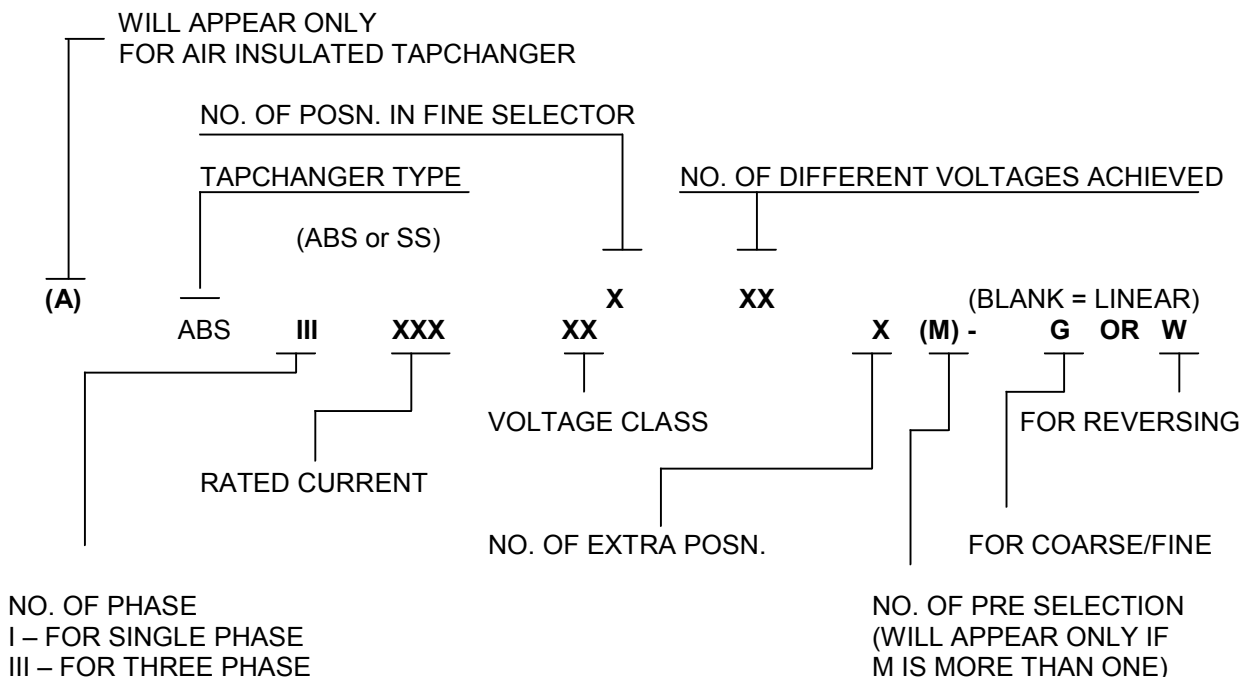 WILL APPEAR ONLY
FOR AIR INSULATED TAPCHANGER
NO. OF POSN. IN FINE SELECTOR
TAPCHANGER TYPE
NO. OF DIFFERENT VOLTAGES ACHIEVED
(ABS or SS)
(A)
X XX
(BLANK = LINEAR)
ABS III XXX XX X (M) - G OR W
VOLTAGE CLASS
FOR REVERSING
RATED CURRENT
NO. OF EXTRA POSN.
FOR COARSE/FINE
NO. OF PHASE
I – FOR SINGLE PHASE
III – FOR THREE PHASE
NO. OF PRE SELECTION
(WILL APPEAR ONLY IF
M IS MORE THAN ONE)